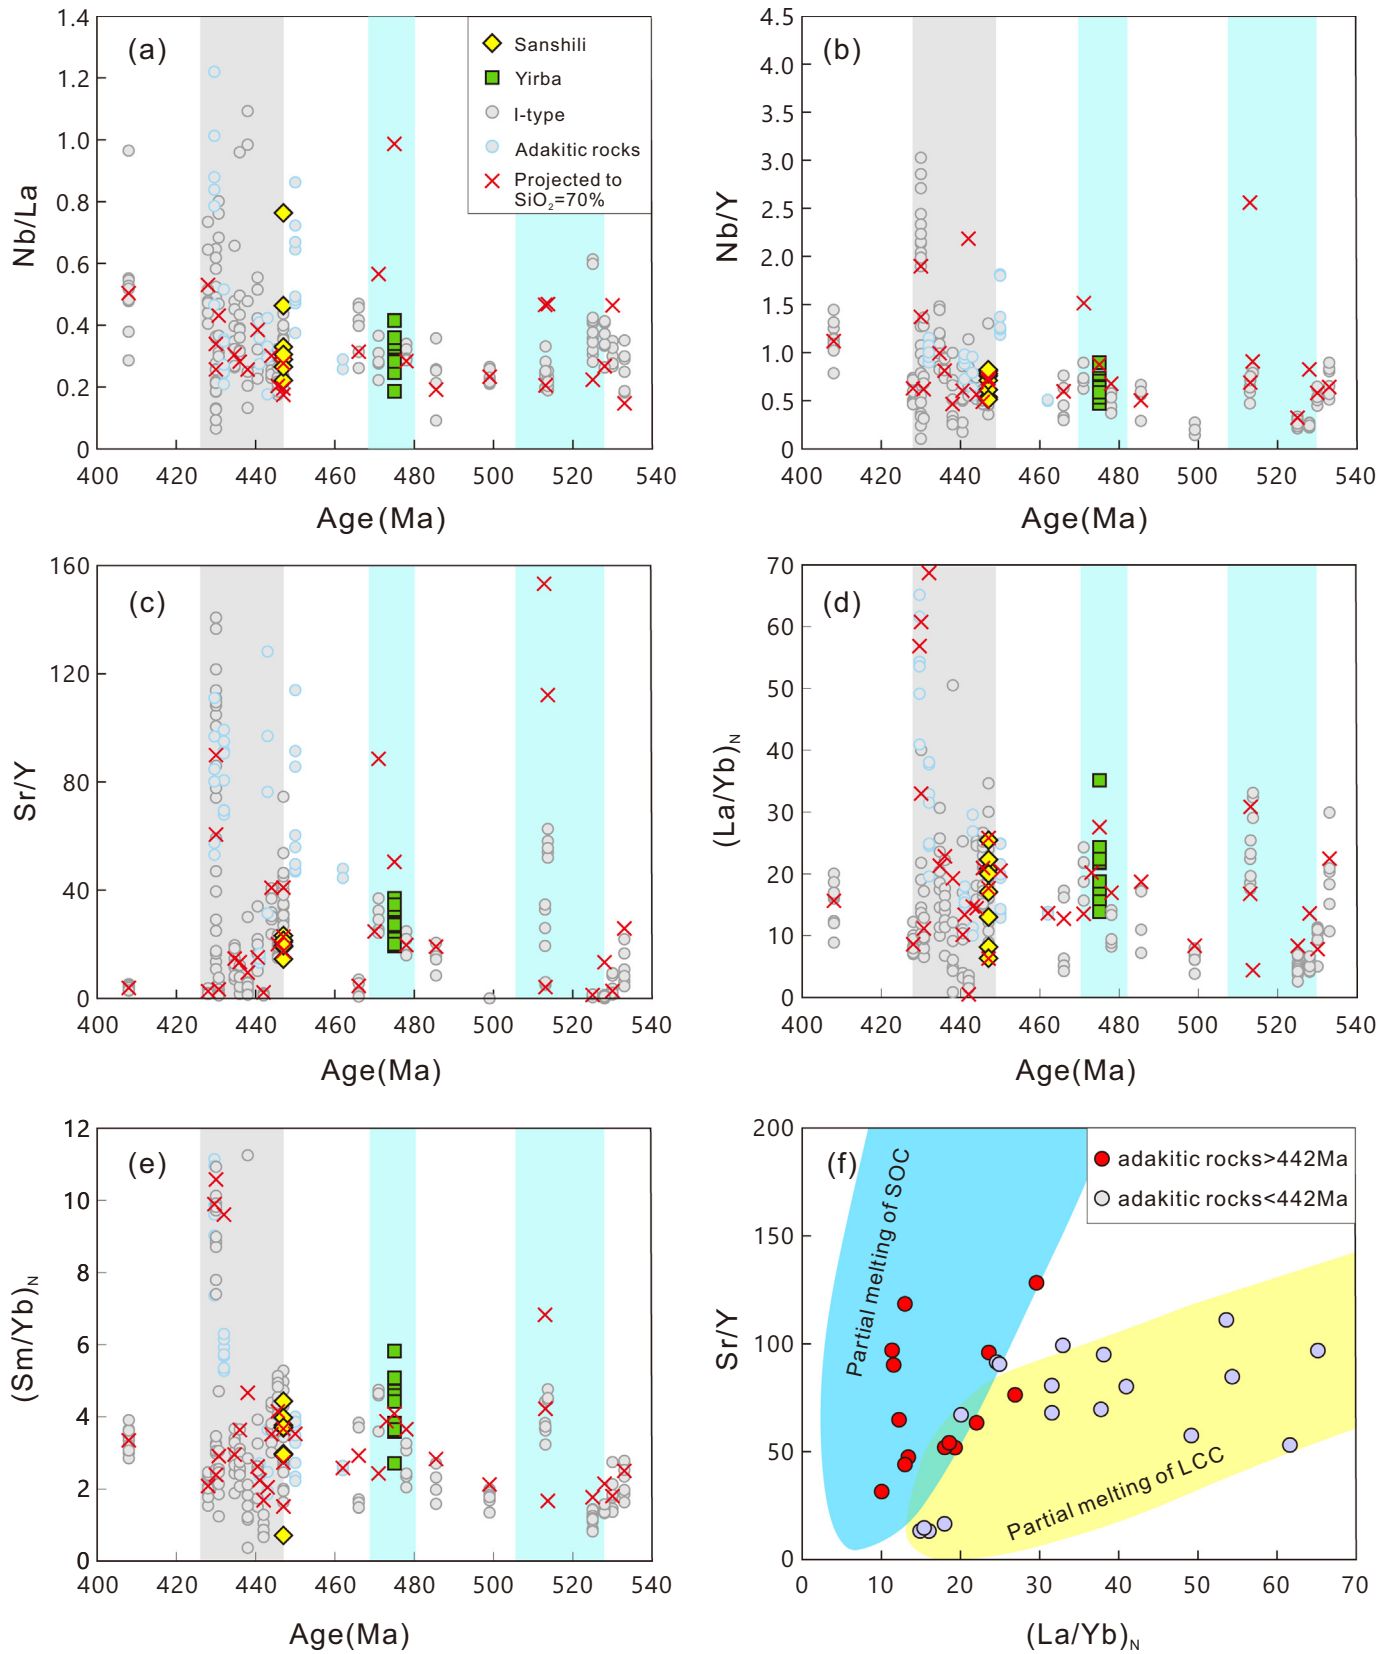 (a)
Nb/La
1.4
1.2
1.0
0.8
0.6
0.4
0.2
0
400 420 440 460 480 500 520 540
Age(Ma)
Sanshili
Yirba
I-type
Adakitic rocks
Projected to
SiO₂=70%
(b)
Nb/Y
4.5
4.0
3.5
3.0
2.5
2.0
1.5
1.0
0.5
0
400 420 440 460 480 500 520 540
Age(Ma)
(c)
Sr/Y
160
120
80
40
0
400 420 440 460 480 500 520 540
Age(Ma)
(d)
(La/Yb)N
70
60
50
40
30
20
10
0
400 420 440 460 480 500 520 540
Age(Ma)
(e)
(Sm/Yb)N
12
10
8
6
4
2
0
400 420 440 460 480 500 520 540
Age(Ma)
(f)
Sr/Y
200
150
100
50
0
0 10 20 30 40 50 60 70
(La/Yb)N
adakitic rocks>442Ma
adakitic rocks<442Ma
Partial melting of SOC
Partial melting of LCC